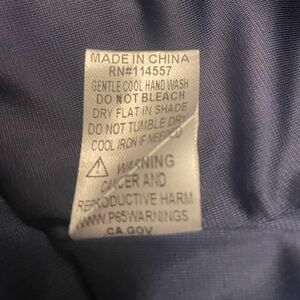 MADE IN CHINA
RN#114557
GENTLE COOL HAND WASH
DO NOT BLEACH
DRY FLAT IN SHADE
DO NOT TUMBLE DRY
COOL IRON IF NEEDED
WARNING
CANCER AND
REPRODUCTIVE HARM
WWW.P65WARNINGS
CA.GOV